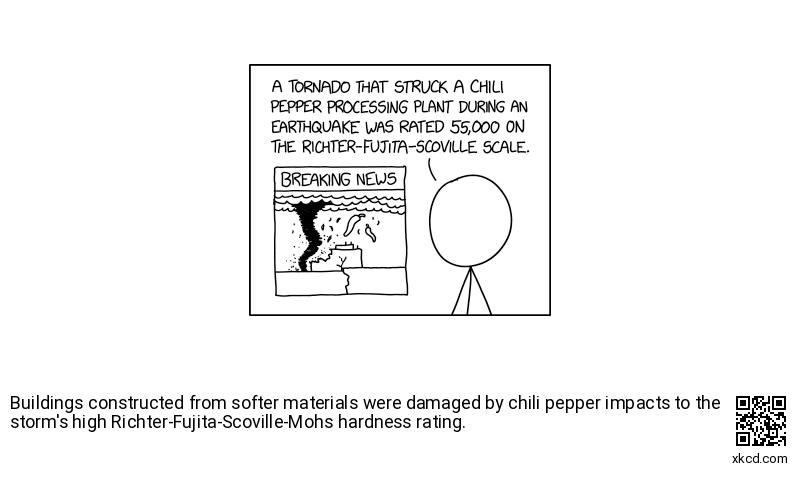 A TORNADO THAT STRUCK A CHILI
PEPPER PROCESSING PLANT DURING AN
EARTHQUAKE WAS RATED 55,000 ON
THE RICHTER-FUJITA-SCOVILLE SCALE.
BREAKING NEWS
Buildings constructed from softer materials were damaged by chili pepper impacts to the
storm's high Richter-Fujita-Scoville-Mohs hardness rating.
xkcd.com